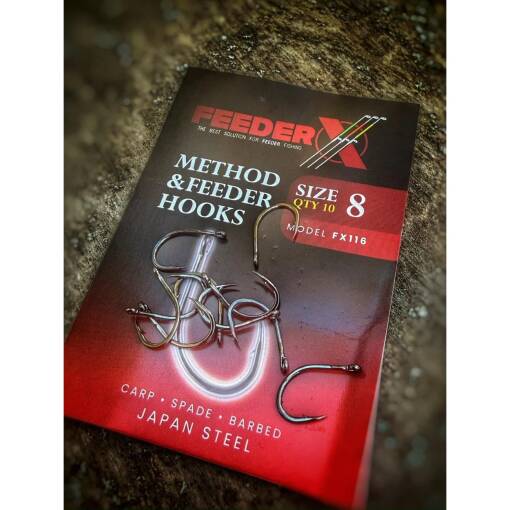 FEEDER X
THE BEST SOLUTION FOR FEEDER FISHING
METHOD
& FEEDER
HOOKS
SIZE 8
QTY 10
MODEL FX116
CARP • SPADE • BARBED
JAPAN STEEL